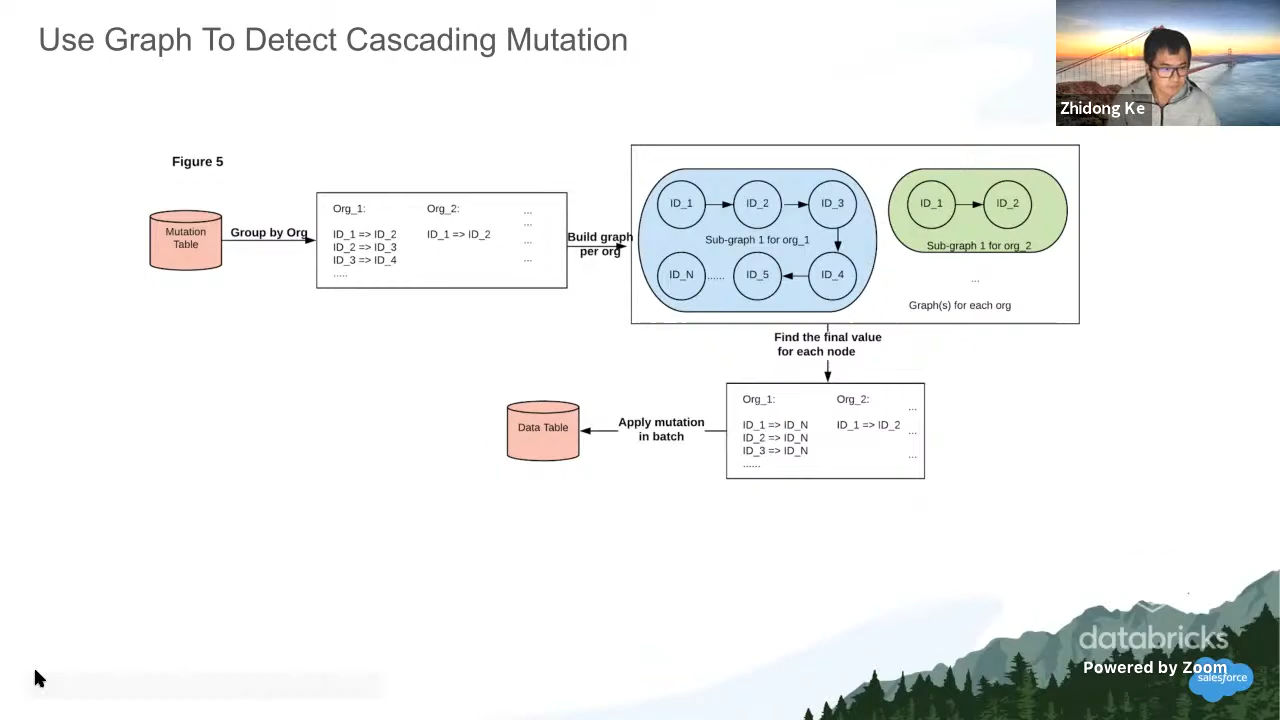 Use Graph To Detect Cascading Mutation
Zhidong Ke
Figure 5
Mutation
Table
Group by Org
Org_1:
ID_1 => ID_2
ID_2 => ID_3
ID_3 => ID_4
.....
Org_2:
ID_1 => ID_2
...
...
...
...
Build graph
per org
ID_1
ID_2
ID_3
Sub-graph 1 for org_1
ID_N
......
ID_5
ID_4
ID_1
ID_2
Sub-graph 1 for org_2
...
Graph(s) for each org
Find the final value
for each node
Org_1:
ID_1 => ID_N
ID_2 => ID_N
ID_3 => ID_N
......
Org_2:
ID_1 => ID_2
...
...
...
Apply mutation
in batch
Data Table
databricks
Powered by Zoom
salesforce